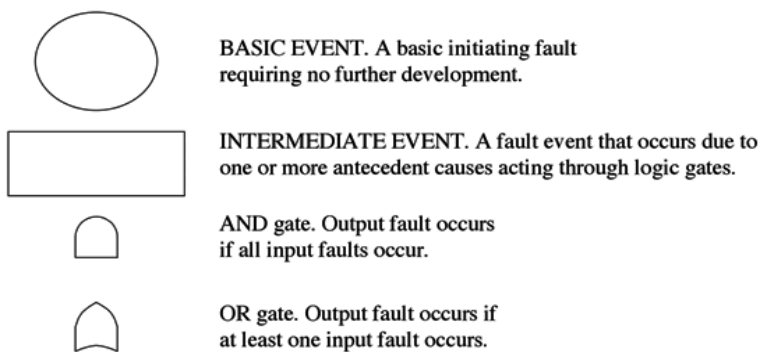 BASIC EVENT. A basic initiating fault
requiring no further development.
INTERMEDIATE EVENT. A fault event that occurs due to
one or more antecedent causes acting through logic gates.
AND gate. Output fault occurs
if all input faults occur.
OR gate. Output fault occurs if
at least one input fault occurs.